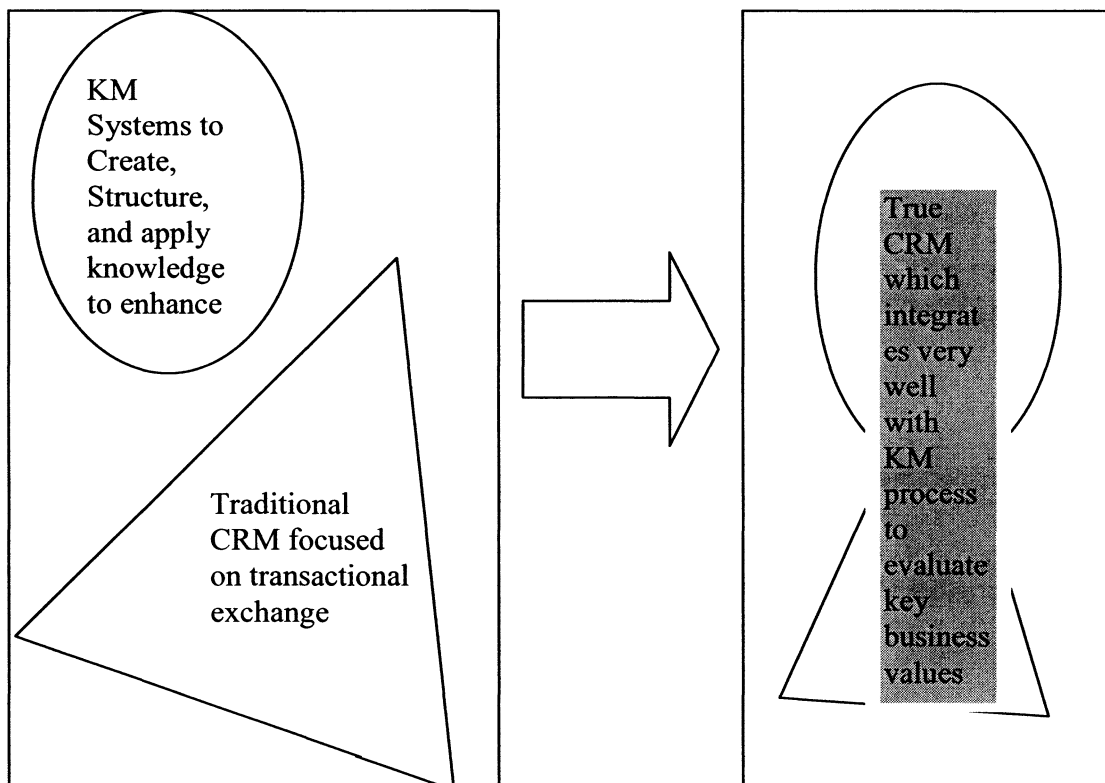 KM
Systems to
Create,
Structure,
and apply
knowledge
to enhance
Traditional
CRM focused
on transactional
exchange
True
CRM
which
integrat
es very
well
with
KM
process
to
evaluate
key
business
values